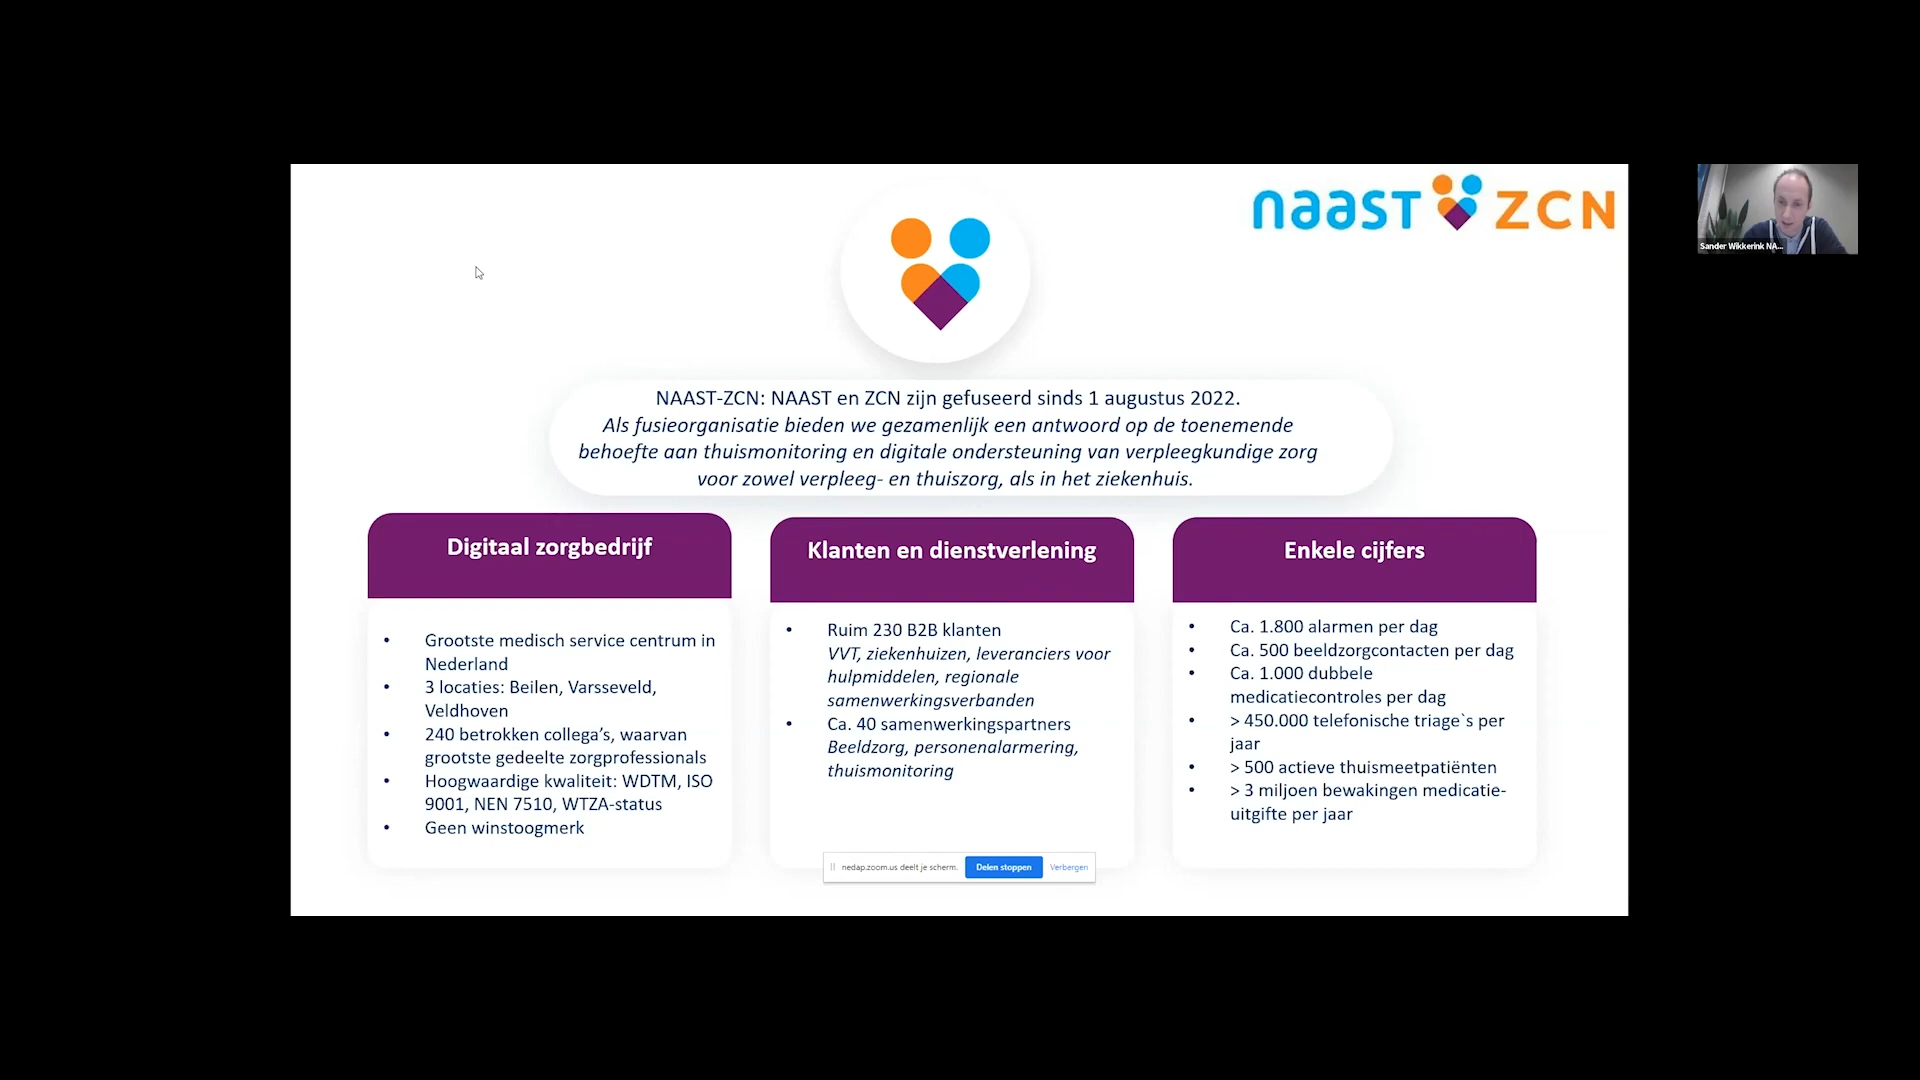 naast ZCN
Sander Wikkerink NA...
NAAST-ZCN: NAAST en ZCN zijn gefuseerd sinds 1 augustus 2022.
Als fusieorganisatie bieden we gezamenlijk een antwoord op de toenemende
behoefte aan thuismonitoring en digitale ondersteuning van verpleegkundige zorg
voor zowel verpleeg- en thuiszorg, als in het ziekenhuis.
Digitaal zorgbedrijf
• Grootste medisch service centrum in
Nederland
• 3 locaties: Beilen, Varsseveld,
Veldhoven
• 240 betrokken collega’s, waarvan
grootste gedeelte zorgprofessionals
• Hoogwaardige kwaliteit: WDTM, ISO
9001, NEN 7510, WTZA-status
• Geen winstoogmerk
Klanten en dienstverlening
• Ruim 230 B2B klanten
VVT, ziekenhuizen, leveranciers voor
hulpmiddelen, regionale
samenwerkingsverbanden
• Ca. 40 samenwerkingspartners
Beeldzorg, personenalarmering,
thuismonitoring
Enkele cijfers
• Ca. 1.800 alarmen per dag
• Ca. 500 beeldzorgcontacten per dag
• Ca. 1.000 dubbele
medicatiecontroles per dag
• > 450.000 telefonische triage`s per
jaar
• > 500 actieve thuismeetpatiënten
• > 3 miljoen bewakingen medicatie-
uitgifte per jaar
nedap.zoom.us deelt je scherm. Delen stoppen Verbergen